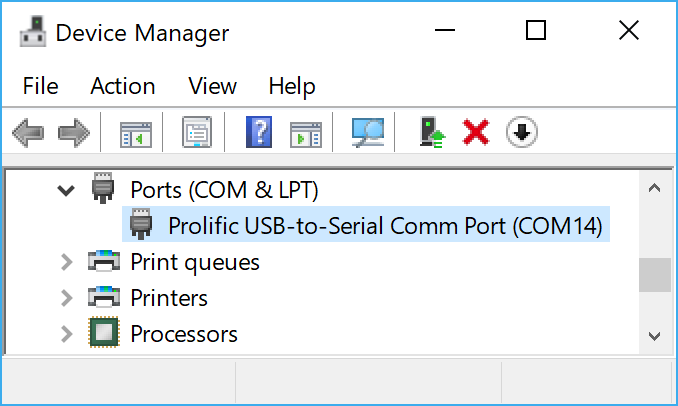 Device Manager
File Action View Help
Ports (COM & LPT)
Prolific USB-to-Serial Comm Port (COM14)
Print queues
Printers
Processors